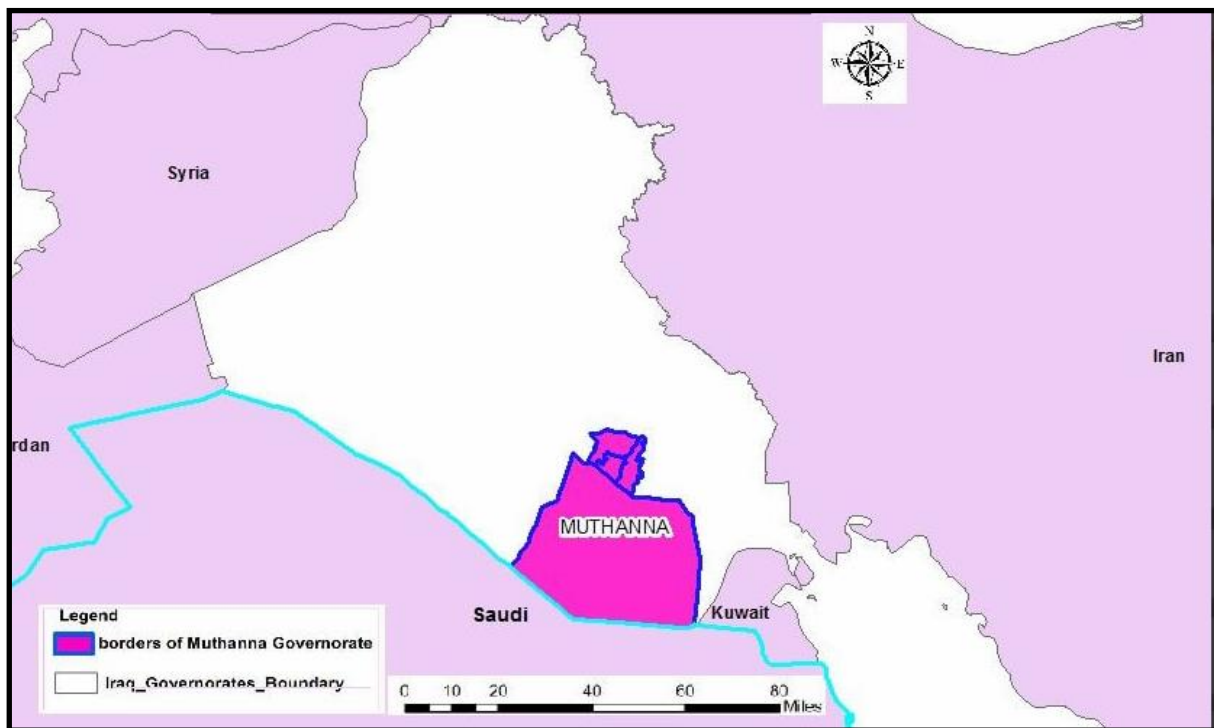 N
W E
S
Syria
Iran
rdan
MUTHANNA
Saudi
Kuwait
Legend
borders of Muthanna Governorate
Iraq_Governorates_Boundary
0 10 20 40 60 80
Miles